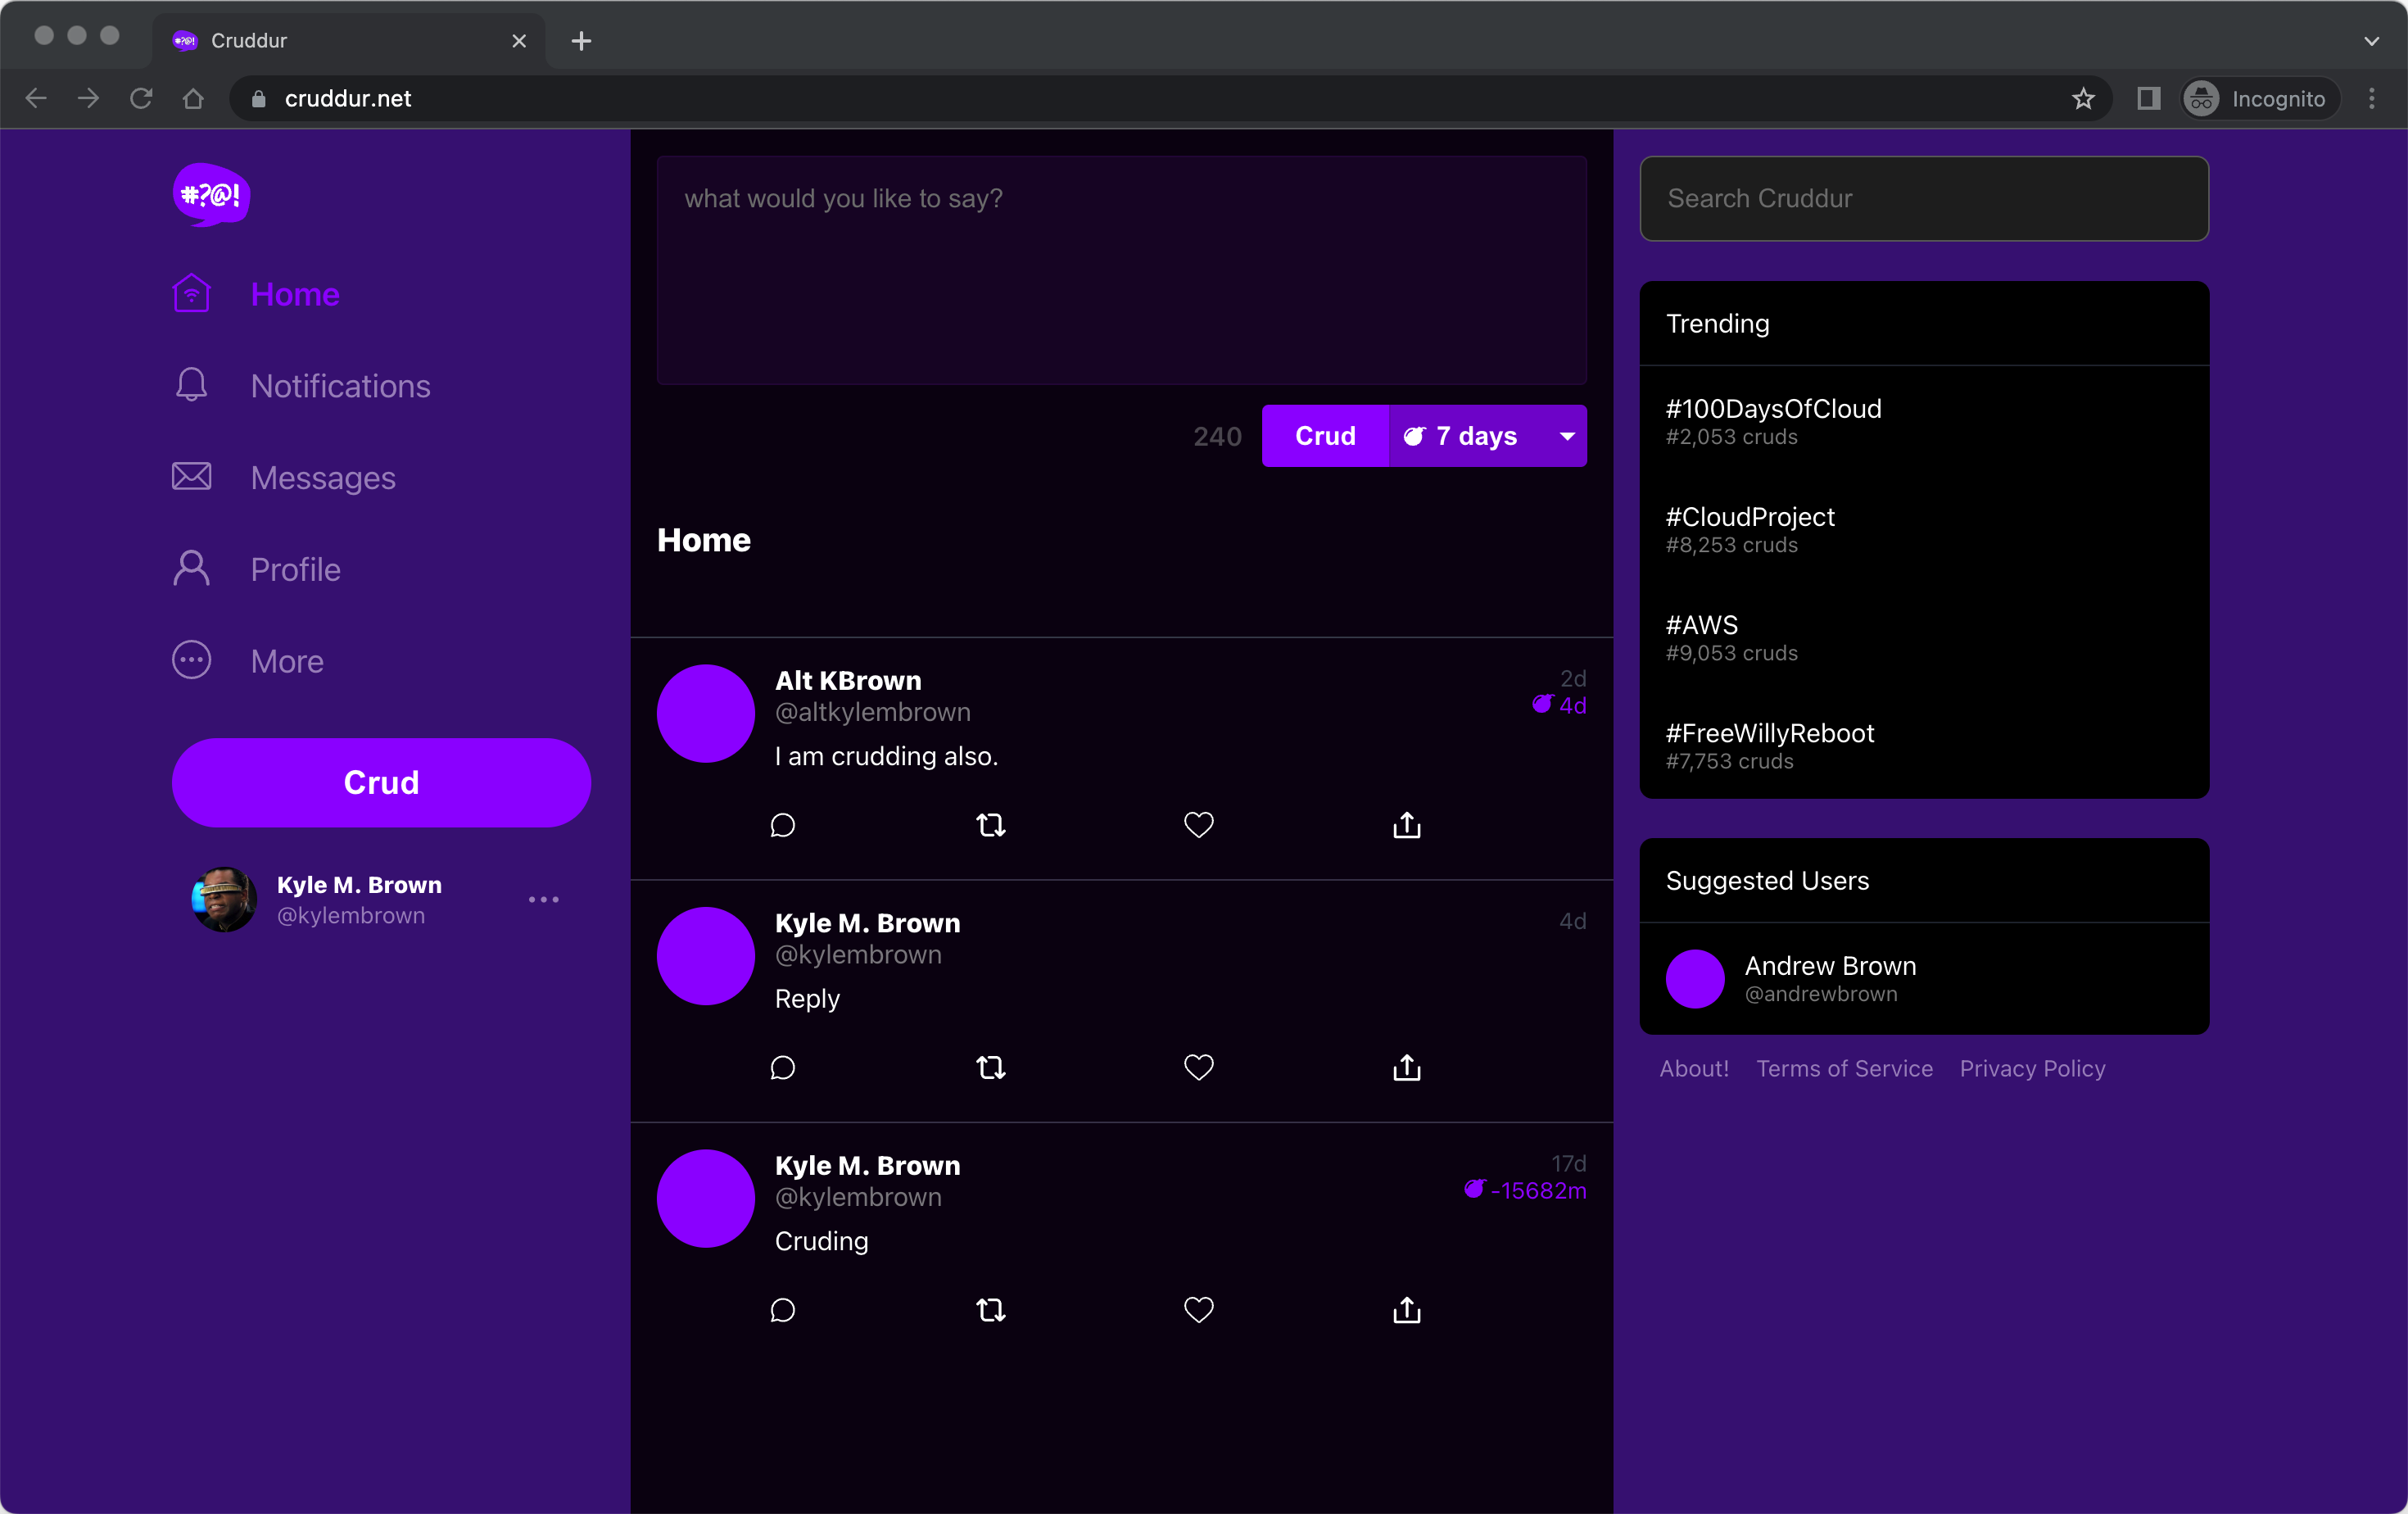 Cruddur
cruddur.net
Incognito
#?@!
Home
Notifications
Messages
Profile
More
Crud
Kyle M. Brown
@kylembrown
what would you like to say?
240
Crud
7 days
Home
Alt KBrown
@altkylembrown
2d
4d
I am crudding also.
Kyle M. Brown
@kylembrown
4d
Reply
Kyle M. Brown
@kylembrown
17d
-15682m
Cruding
Search Cruddur
Trending
#100DaysOfCloud
#2,053 cruds
#CloudProject
#8,253 cruds
#AWS
#9,053 cruds
#FreeWillyReboot
#7,753 cruds
Suggested Users
Andrew Brown
@andrewbrown
About! Terms of Service Privacy Policy